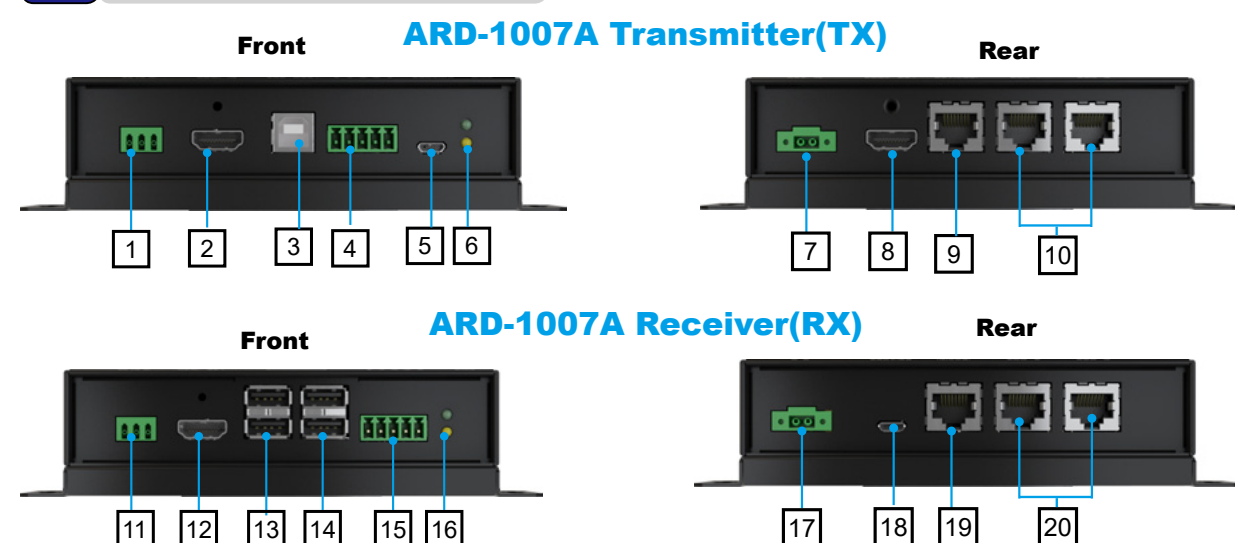 ARD-1007A Transmitter(TX)
Front
Rear
1 2 3 4 5 6
7 8 9 10
ARD-1007A Receiver(RX)
Front
Rear
11 12 13 14 15 16
17 18 19 20